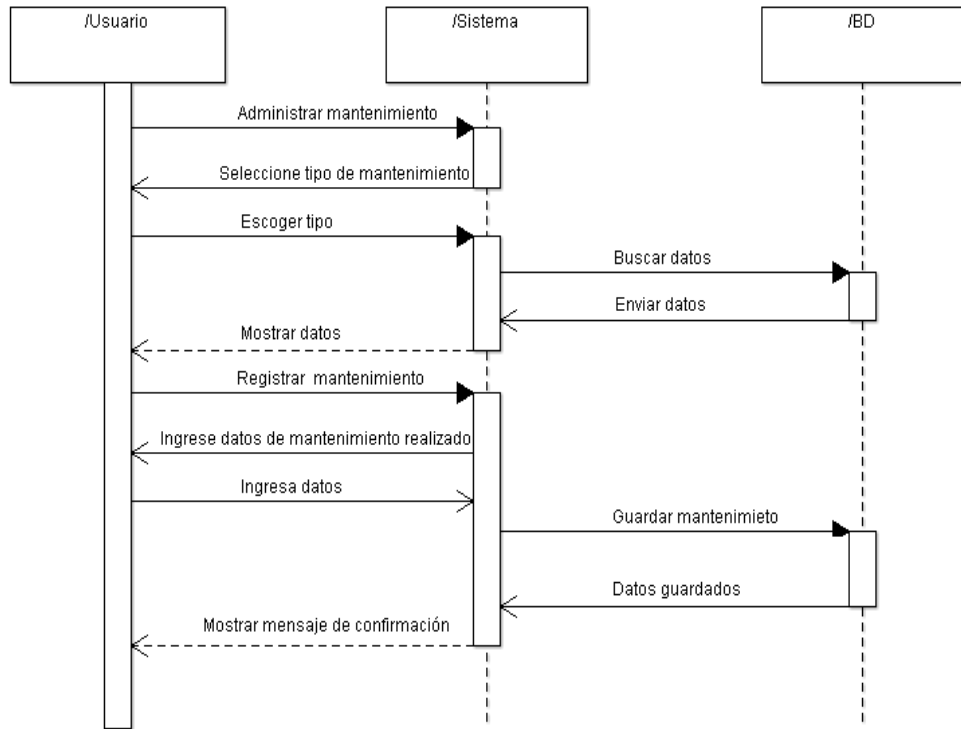 /Usuario
/Sistema
/BD
Administrar mantenimiento
Seleccione tipo de mantenimiento
Escoger tipo
Buscar datos
Enviar datos
Mostrar datos
Registrar mantenimiento
Ingrese datos de mantenimiento realizado
Ingresa datos
Guardar mantenimieto
Datos guardados
Mostrar mensaje de confirmación